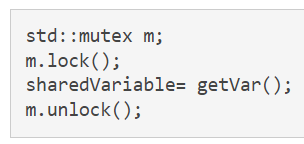 std::mutex m;
m.lock();
sharedVariable= getVar();
m.unlock();